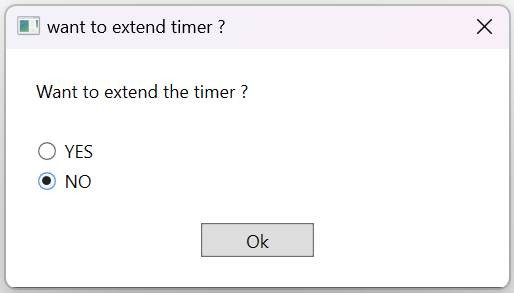 want to extend timer ?
Want to extend the timer ?
YES
NO
Ok